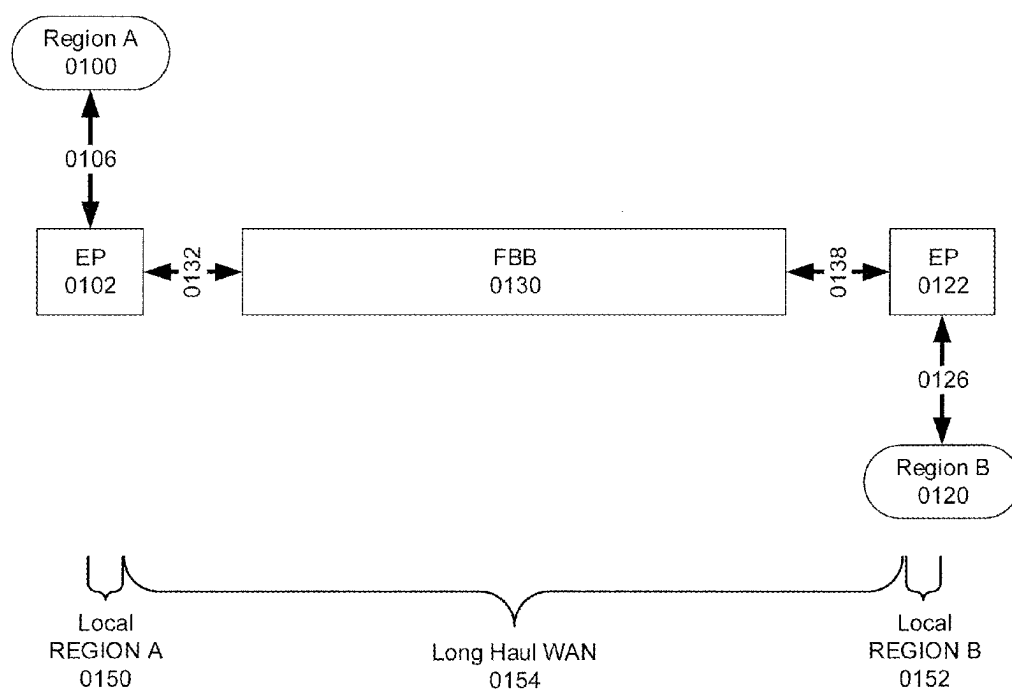 Region A
0100
0106
EP
0102
0132
FBB
0130
0138
EP
0122
0126
Region B
0120
Local
REGION A
0150
Long Haul WAN
0154
Local
REGION B
0152